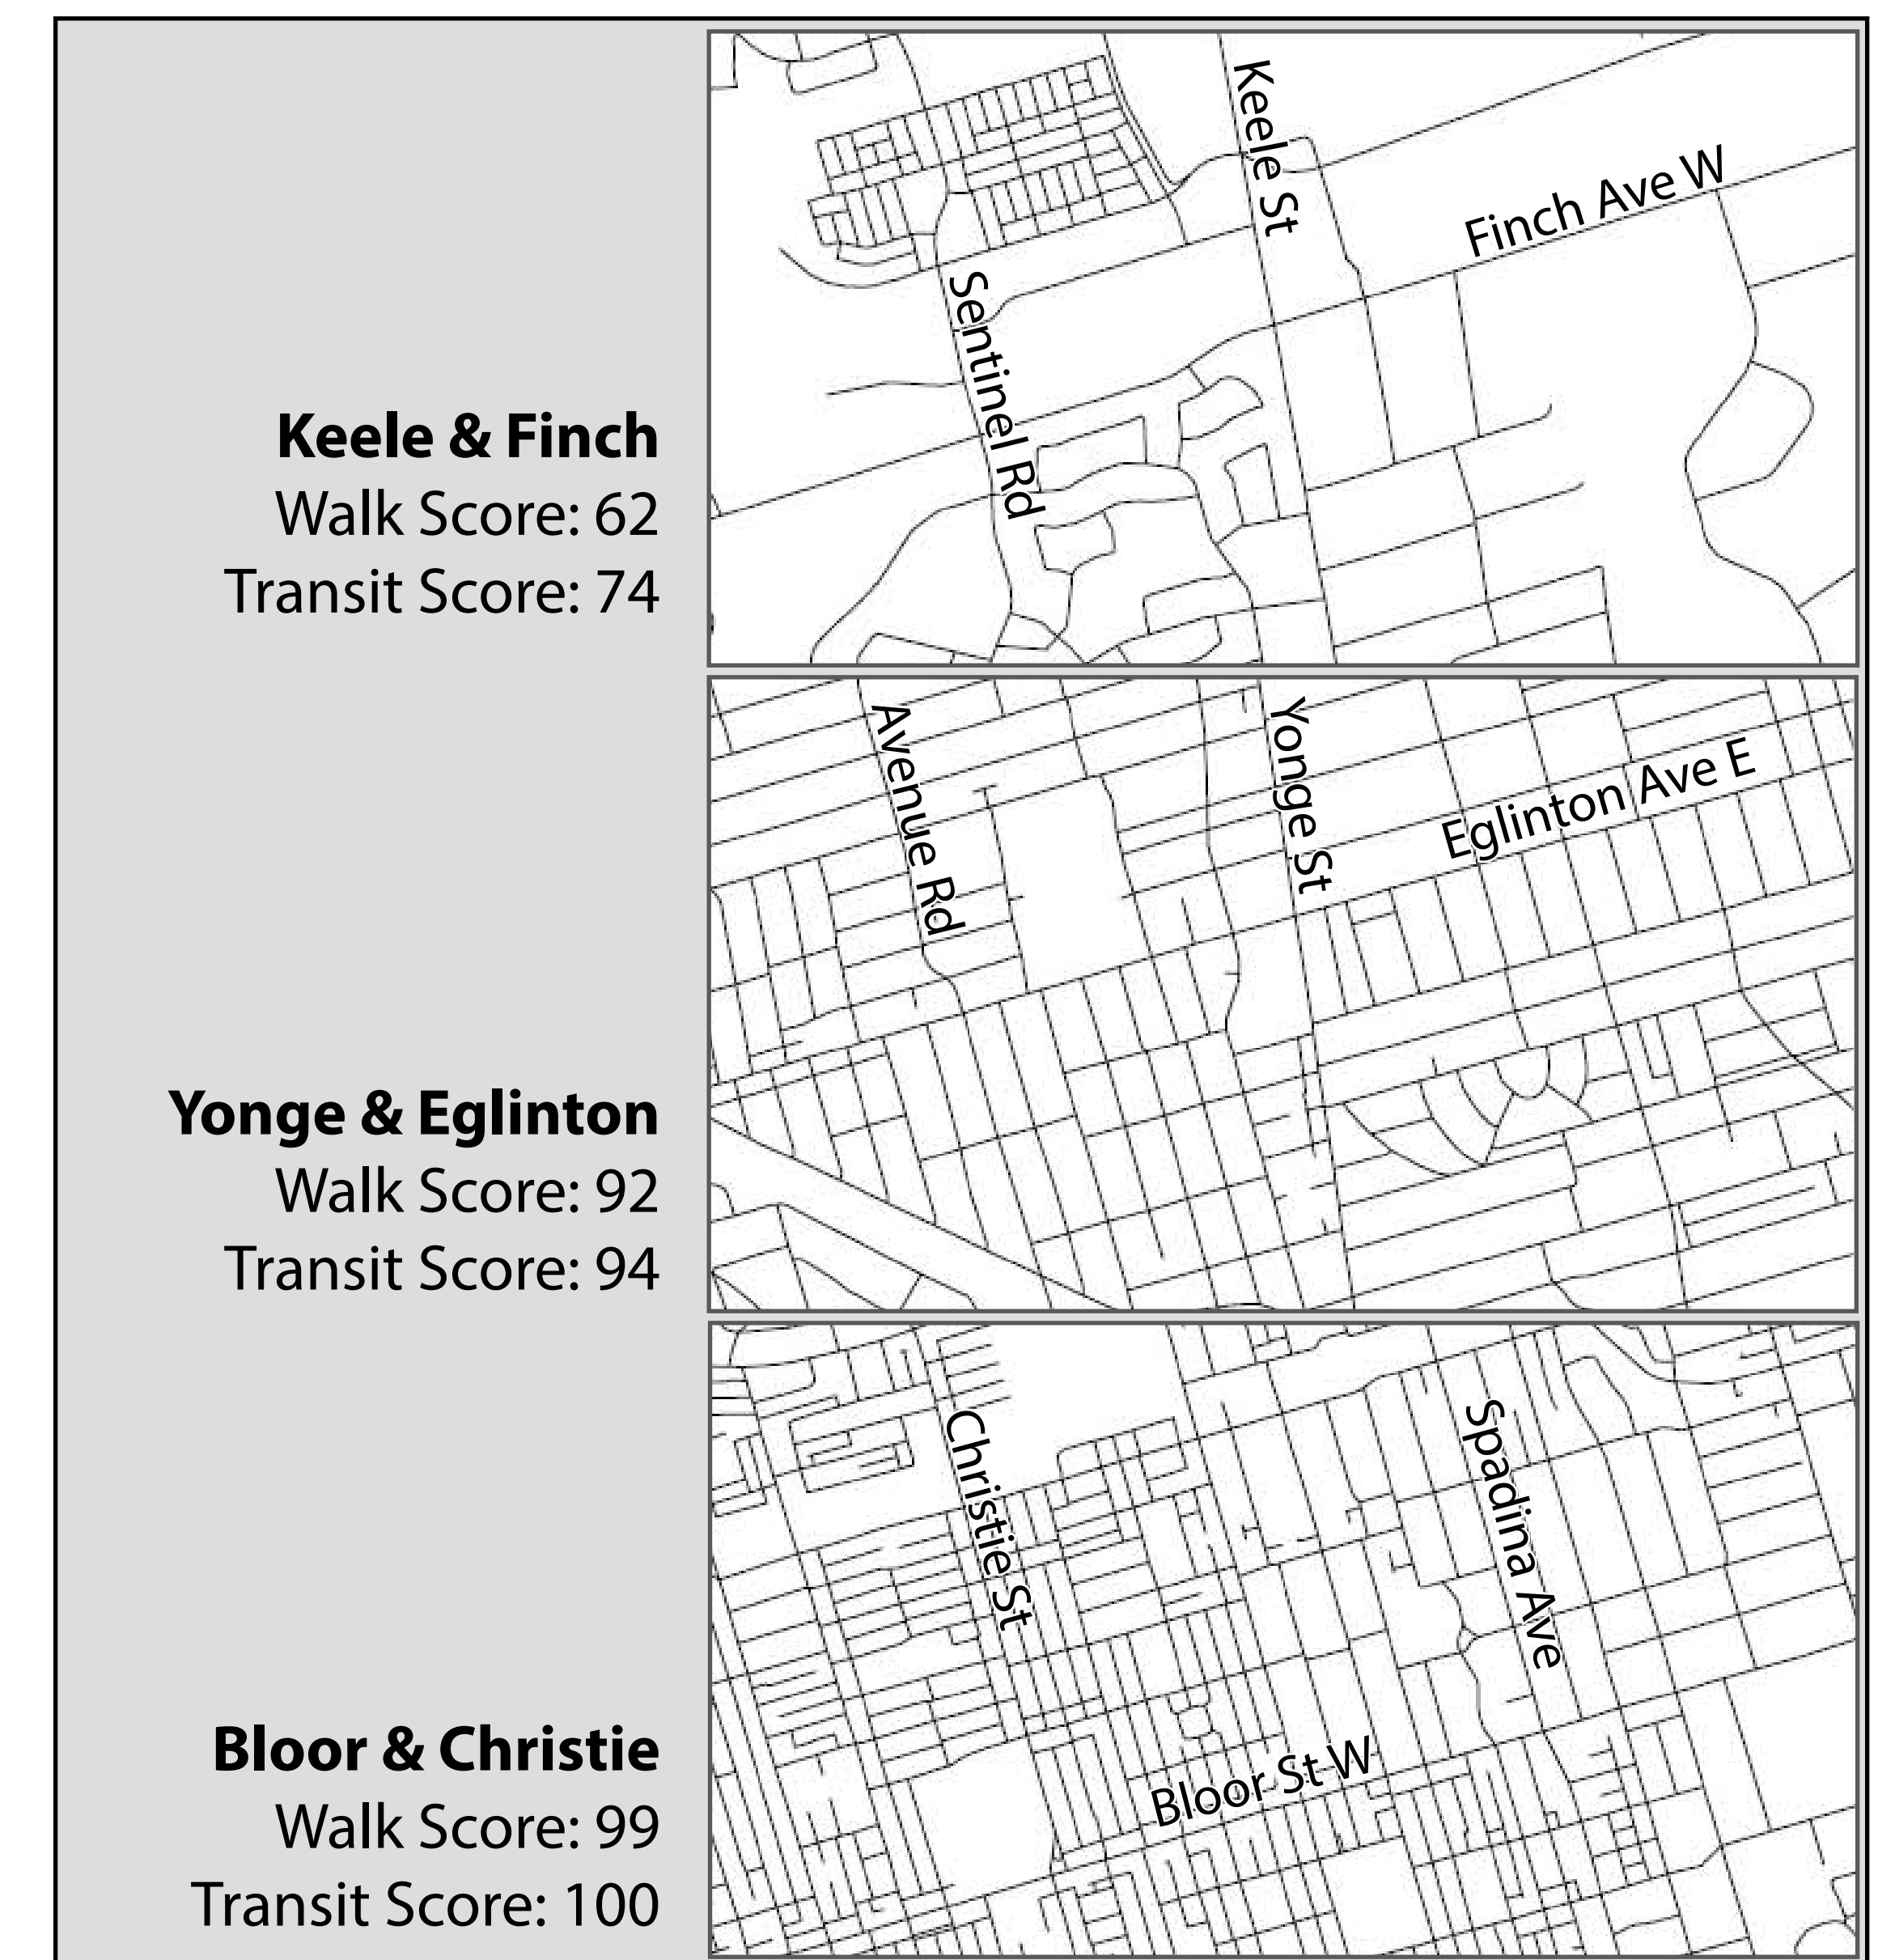 Keele & Finch
Walk Score: 62
Transit Score: 74
Keele St
Finch Ave W
Sentinel Rd
Yonge & Eglinton
Walk Score: 92
Transit Score: 94
Avenue Rd
Yonge St
Eglinton Ave E
Bloor & Christie
Walk Score: 99
Transit Score: 100
Christie St
Spadina Ave
Bloor St W